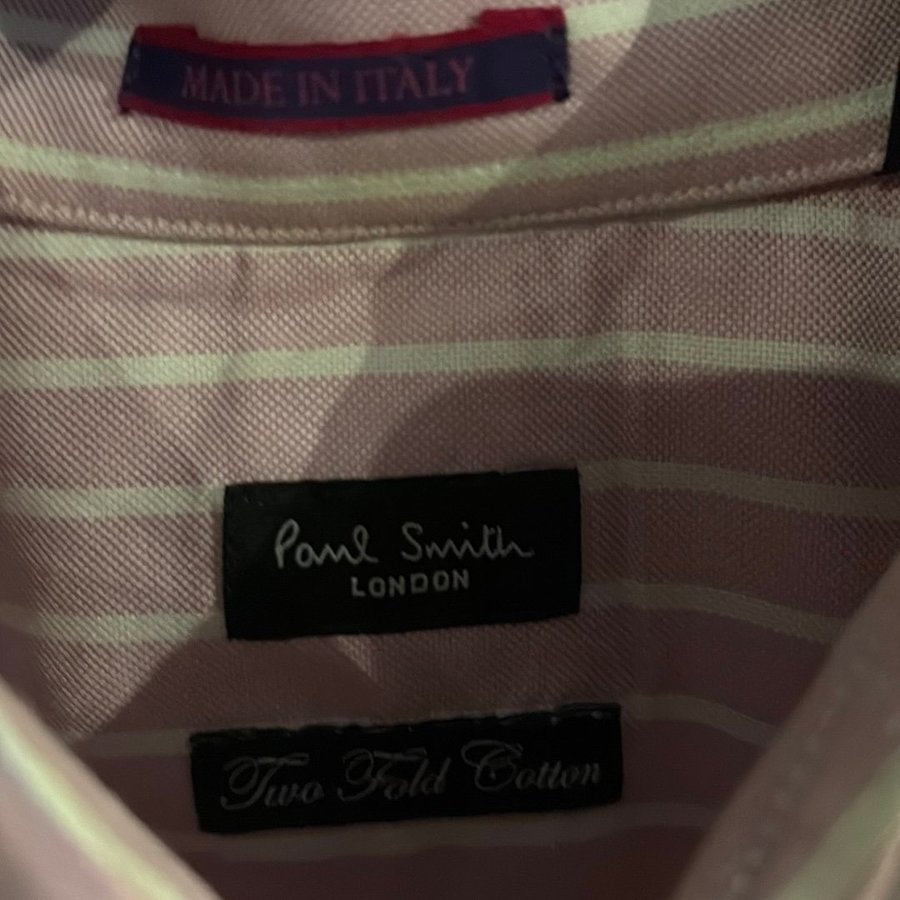 MADE IN ITALY
Paul Smith
LONDON
Two Fold Cotton